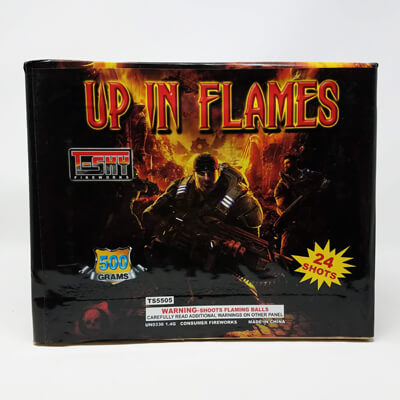 UP IN FLAMES
T-SKY
FIREWORKS
500
GRAMS
24
SHOTS
TS5505
WARNING-SHOOTS FLAMING BALLS
CAREFULLY READ ADDITIONAL WARNINGS ON OTHER PANEL
UN0336 1.4G CONSUMER FIREWORKS MADE IN CHINA